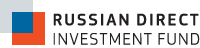 RUSSIAN DIRECT
INVESTMENT FUND